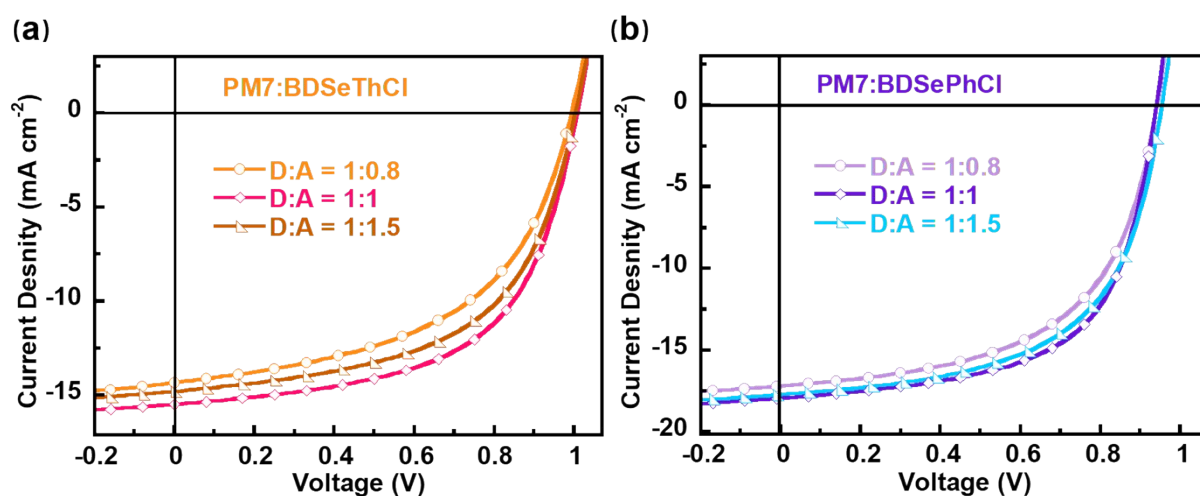 (a)
PM7:BDSeThCl
D:A = 1:0.8
D:A = 1:1
D:A = 1:1.5
0
-5
-10
-15
Current Desnity (mA cm-2)
-0.2 0 0.2 0.4 0.6 0.8 1
Voltage (V)
(b)
PM7:BDSePhCl
D:A = 1:0.8
D:A = 1:1
D:A = 1:1.5
0
-5
-10
-15
-20
Current Desnity (mA cm-2)
-0.2 0 0.2 0.4 0.6 0.8 1
Voltage (V)